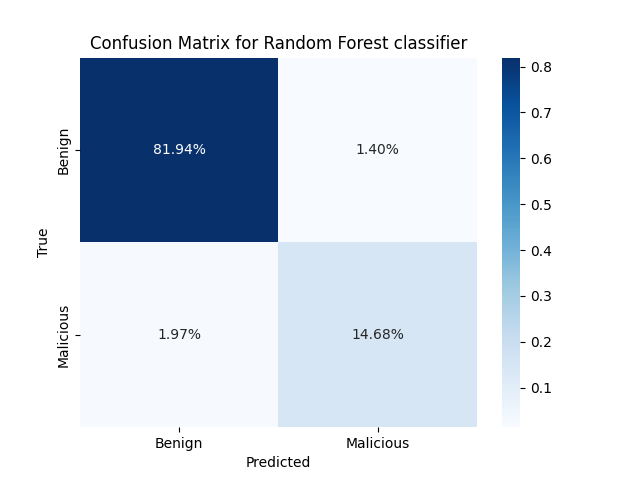 Confusion Matrix for Random Forest classifier
0.8
0.7
0.6
0.5
0.4
0.3
0.2
0.1
True
Benign
81.94%
1.40%
Malicious
1.97%
14.68%
Benign
Malicious
Predicted